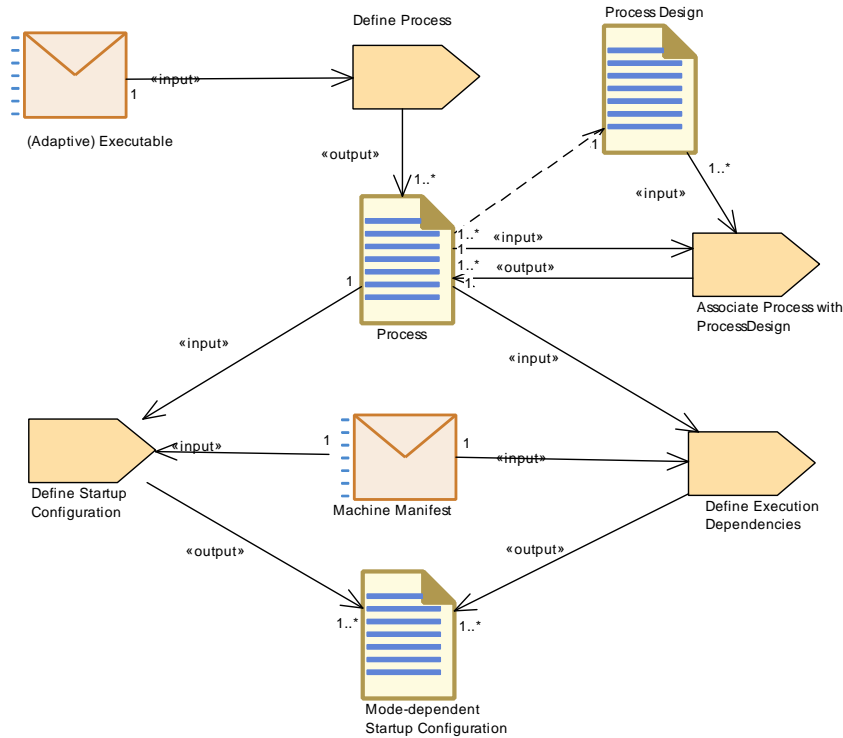 Process Design
Define Process
«input»
1
(Adaptive) Executable
«output»
1
1..*
1..*
«input»
1..*
«input»
1
1..*
«output»
1
1.
Associate Process with
ProcessDesign
Process
«input»
«input»
1
1
«input»
«input»
Define Startup
Configuration
Machine Manifest
Define Execution
Dependencies
«output»
«output»
1..*
1..*
Mode-dependent
Startup Configuration